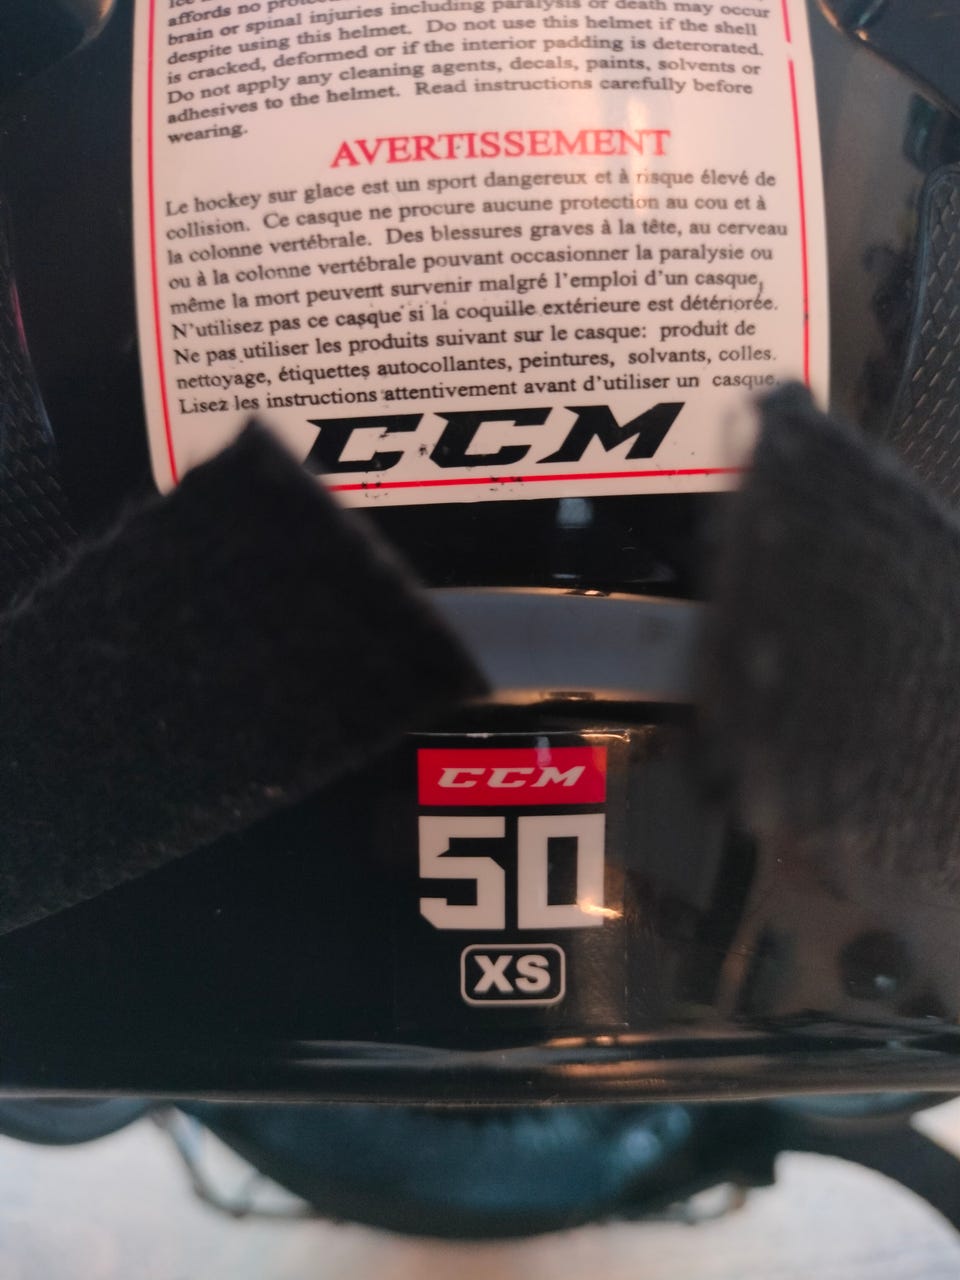 affords no
brain or spinal injuries including paralysis or death may occur
despite using this helmet. Do not use this helmet if the shell
is cracked, deformed or if the interior padding is deterorated.
Do not apply any cleaning agents, decals, paints, solvents or
adhesives to the helmet. Read instructions carefully before
wearing.
AVERTISSEMENT
Le hockey sur glace est un sport dangereux et à risque élevé de
collision. Ce casque ne procure aucune protection au cou et à
la colonne vertébrale. Des blessures graves à la tête, au cerveau
ou à la colonne vertébrale pouvant occasionner la paralysie ou
même la mort peuvent survenir malgré l'emploi d'un casque,
N'utilisez pas ce casque si la coquille extérieure est détériorée.
Ne pas utiliser les produits suivant sur le casque: produit de
nettoyage, étiquettes autocollantes, peintures, solvants, colles.
Lisez les instructions attentivement avant d'utiliser un casque.
CCM
CCM
50
XS